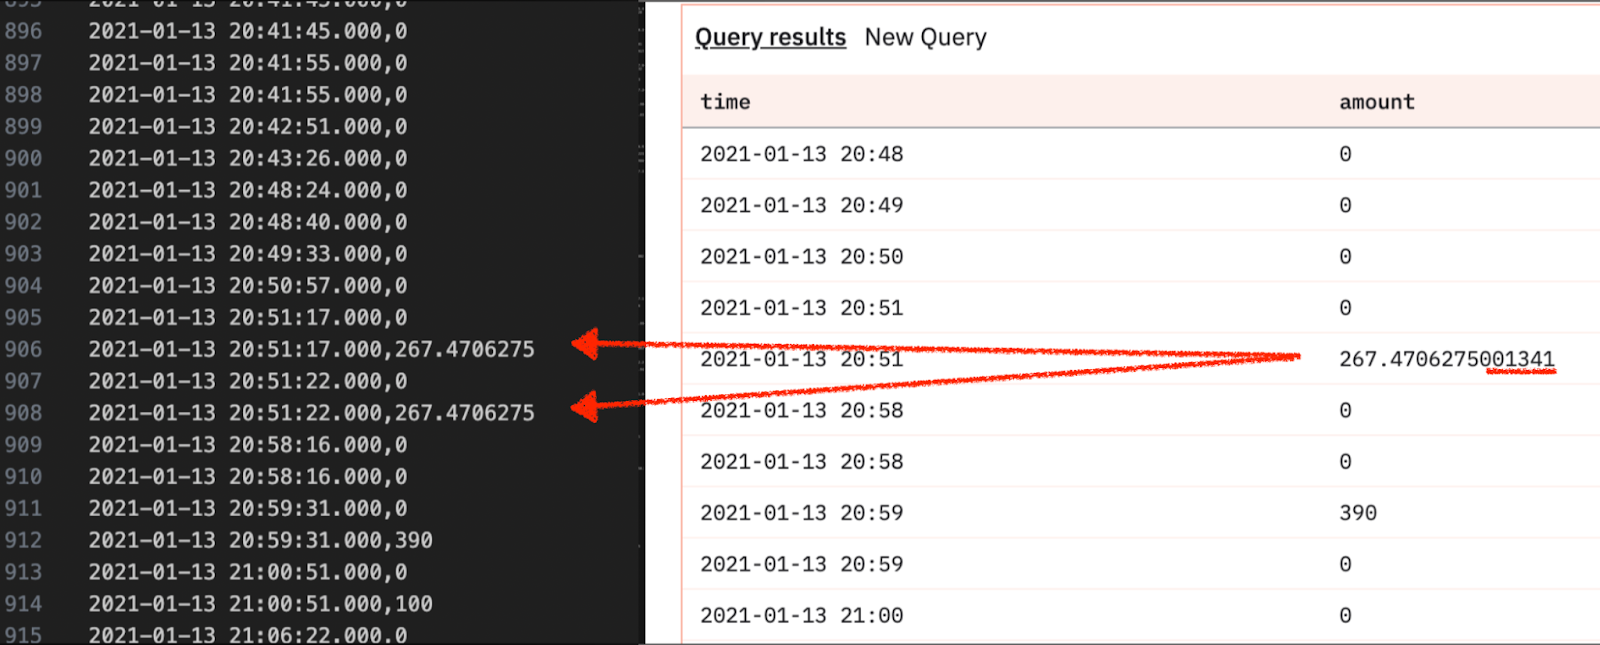 896 2021-01-13 20:41:45.000,0
897 2021-01-13 20:41:55.000,0
898 2021-01-13 20:41:55.000,0
899 2021-01-13 20:42:51.000,0
900 2021-01-13 20:43:26.000,0
901 2021-01-13 20:48:24.000,0
902 2021-01-13 20:48:40.000,0
903 2021-01-13 20:49:33.000,0
904 2021-01-13 20:50:57.000,0
905 2021-01-13 20:51:17.000,0
906 2021-01-13 20:51:17.000,267.4706275
907 2021-01-13 20:51:22.000,0
908 2021-01-13 20:51:22.000,267.4706275
909 2021-01-13 20:58:16.000,0
910 2021-01-13 20:58:16.000,0
911 2021-01-13 20:59:31.000,0
912 2021-01-13 20:59:31.000,390
913 2021-01-13 21:00:51.000,0
914 2021-01-13 21:00:51.000,100
915 2021-01-13 21:06:22.000,0
Query results New Query
time amount
2021-01-13 20:48 0
2021-01-13 20:49 0
2021-01-13 20:50 0
2021-01-13 20:51 0
2021-01-13 20:51 267.4706275001341
2021-01-13 20:58 0
2021-01-13 20:58 0
2021-01-13 20:59 390
2021-01-13 20:59 0
2021-01-13 21:00 0